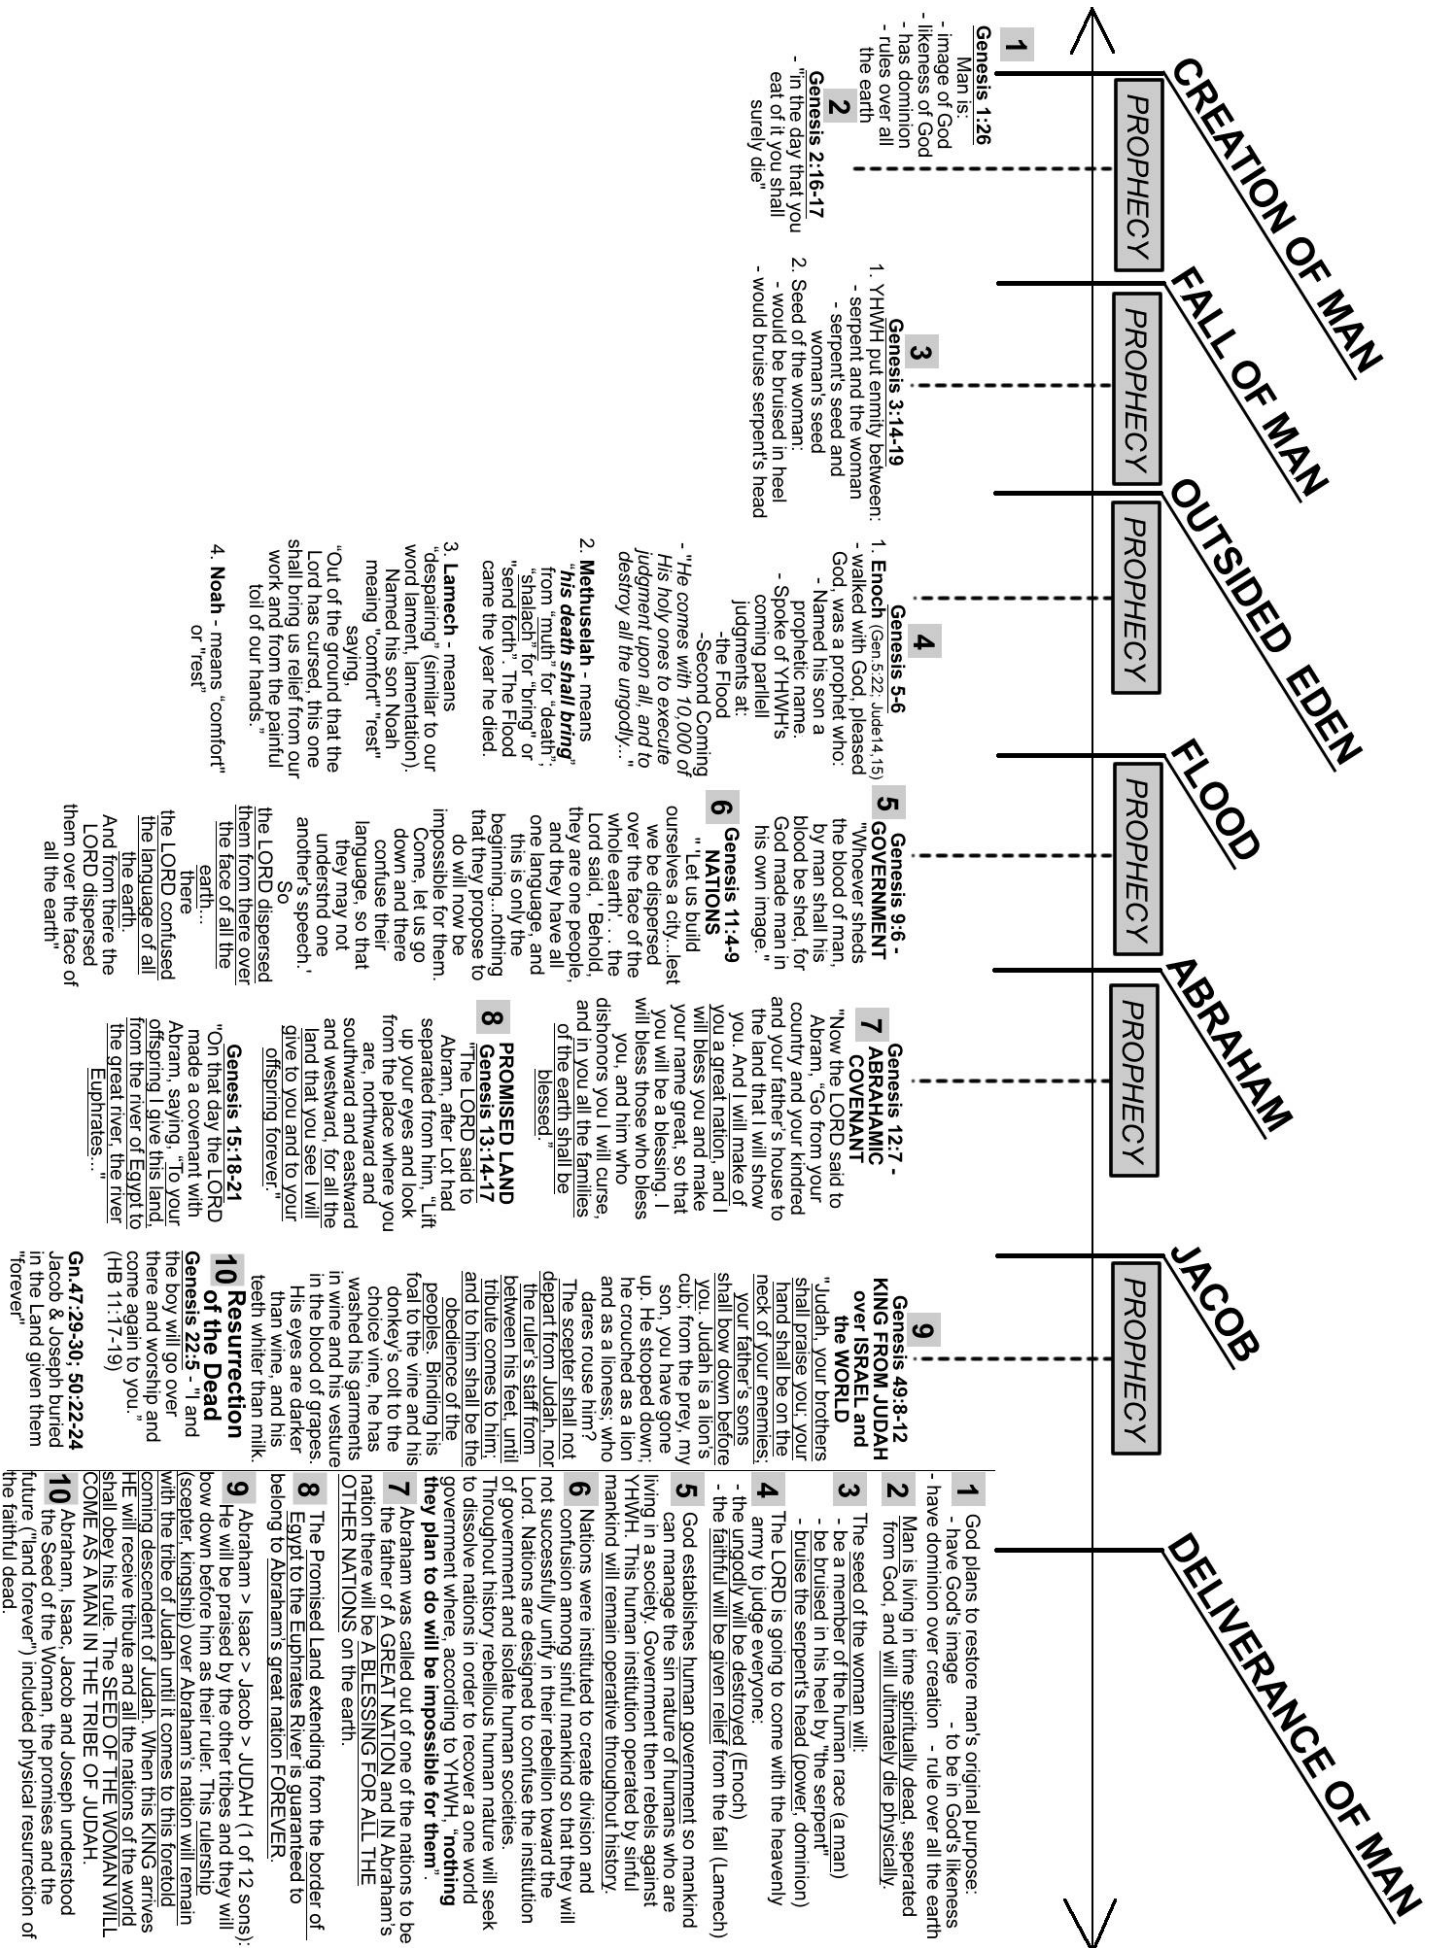 CREATION OF MAN
FALL OF MAN
OUTSIDED EDEN
FLOOD
ABRAHAM
JACOB
DELIVERANCE OF MAN
PROPHECY
PROPHECY
PROPHECY
PROPHECY
PROPHECY
PROPHECY
1
Genesis 1:26
Man is:
- image of God
- likeness of God
- has dominion
- rules over all
the earth
2
Genesis 2:16-17
- "in the day that you
eat of it you shall
surely die"
3
Genesis 3:14-19
1. YHWH put enmity between:
- serpent and the woman
- serpent's seed and
woman's seed
2. Seed of the woman:
- would be bruised in heel
- would bruise serpent's head
4
Genesis 5-6
1. Enoch (Gen.5:22; Jude14,15)
- walked with God, pleased
God, was a prophet who:
- Named his son a
prophetic name.
- Spoke of YHWH's
coming parllell
judgments at:
-the Flood
-Second Coming
- "He comes with 10,000 of
His holy ones to execute
judgment upon all, and to
destroy all the ungodly..."
2. Methuselah - means
“his death shall bring”
from “muth” for “death”;
“shalach” for “bring” or
"send forth”. The Flood
came the year he died.
3. Lamech - means
“despairing” (similar to our
word lament, lamentation).
Named his son Noah
meaing "comfort" "rest"
saying,
“Out of the ground that the
Lord has cursed, this one
shall bring us relief from our
work and from the painful
toil of our hands.”
4. Noah - means “comfort”
or "rest”
5
Genesis 9:6 -
GOVERNMENT
"Whoever sheds
the blood of man,
by man shall his
blood be shed, for
God made man in
his own image."
6
Genesis 11:4-9
NATIONS
" 'Let us build
ourselves a city...lest
we be dispersed
over the face of the
whole earth'. . . the
Lord said, ' Behold,
they are one people,
and they have all
one language, and
this is only the
beginning...nothing
that they propose to
do will now be
impossible for them.
Come, let us go
down and there
confuse their
language, so that
they may not
understnd one
another's speech.'
So
the LORD dispersed
them from there over
the face of all the
earth...
there
the LORD confused
the language of all
the earth.
And from there the
LORD dispersed
them over the face of
all the earth"
7
Genesis 12:7 -
ABRAHAMIC
COVENANT
"Now the LORD said to
Abram, “Go from your
country and your kindred
and your father's house to
the land that I will show
you. And I will make of
you a great nation, and I
will bless you and make
your name great, so that
you will be a blessing. I
will bless those who bless
you, and him who
dishonors you I will curse,
and in you all the families
of the earth shall be
blessed.”
8
PROMISED LAND
Genesis 13:14-17
"The LORD said to
Abram, after Lot had
separated from him, “Lift
up your eyes and look
from the place where you
are, northward and
southward and eastward
and westward, for all the
land that you see I will
give to you and to your
offspring forever."
Genesis 15:18-21
"On that day the LORD
made a covenant with
Abram, saying, “To your
offspring I give this land,
from the river of Egypt to
the great river, the river
Euphrates..."
9
Genesis 49:8-12
KING FROM JUDAH
over ISRAEL and
the WORLD
"Judah, your brothers
shall praise you; your
hand shall be on the
neck of your enemies;
your father's sons
shall bow down before
you. Judah is a lion's
cub; from the prey, my
son, you have gone
up. He stooped down;
he crouched as a lion
and as a lioness; who
dares rouse him?
The scepter shall not
depart from Judah, nor
the ruler's staff from
between his feet, until
tribute comes to him;
and to him shall be the
obedience of the
peoples. Binding his
foal to the vine and his
donkey's colt to the
choice vine, he has
washed his garments
in wine and his vesture
in the blood of grapes.
His eyes are darker
than wine, and his
teeth whiter than milk.
10 Resurrection
of the Dead
Genesis 22:5 - "I and
the boy will go over
there and worship and
come again to you.”
(HB 11:17-19)
Gn.47:29-30; 50:22-24
Jacob & Joseph buried
in the Land given them
"forever"
1 God plans to restore man's original purpose:
- have God's image - to be in God's likeness
- have dominion over creation - rule over all the earth
2 Man is living in time spiritually dead, seperated
from God, and will ultimately die physically.
3 The seed of the woman will:
- be a member of the human race (a man)
- be bruised in his heel by "the serpent"
- bruise the serpent's head (power, dominion)
4 The LORD is going to come with the heavenly
army to judge everyone:
- the ungodly will be destroyed (Enoch)
- the faithful will be given relief from the fall (Lamech)
5 God establishes human government so mankind
can manage the sin nature of humans who are
living in a society. Government then rebels against
YHWH. This human institution operated by sinful
mankind will remain operative throughout history.
6 Nations were instituted to create division and
confusion among sinful mankind so that they will
not successfully unify in their rebellion toward the
Lord. Nations are designed to confuse the institution
of government and isolate human societies.
Throughout history rebellious human nature will seek
to dissolve nations in order to recover a one world
government where, according to YHWH, “nothing
they plan to do will be impossible for them”.
7 Abraham was called out of one of the nations to be
the father of A GREAT NATION and IN Abraham's
nation there will be A BLESSING FOR ALL THE
OTHER NATIONS on the earth.
8 The Promised Land extending from the border of
Egypt to the Euphrates River is guaranteed to
belong to Abraham's great nation FOREVER.
9 Abraham > Isaac > Jacob > JUDAH (1 of 12 sons):
He will be praised by the other tribes and they will
bow down before him as their ruler. This rulership
(scepter, kingship) over Abraham's nation will remain
with the tribe of Judah until it comes to this foretold
coming descendent of Judah. When this KING arrives
HE will receive tribute and all the nations of the world
shall obey his rule. The SEED OF THE WOMAN WILL
COME AS A MAN IN THE TRIBE OF JUDAH.
10 Abraham, Isaac, Jacob and Joseph understood
the Seed of the Woman, the promises and the
future ("land forever") included physical resurrection of
the faithful dead.